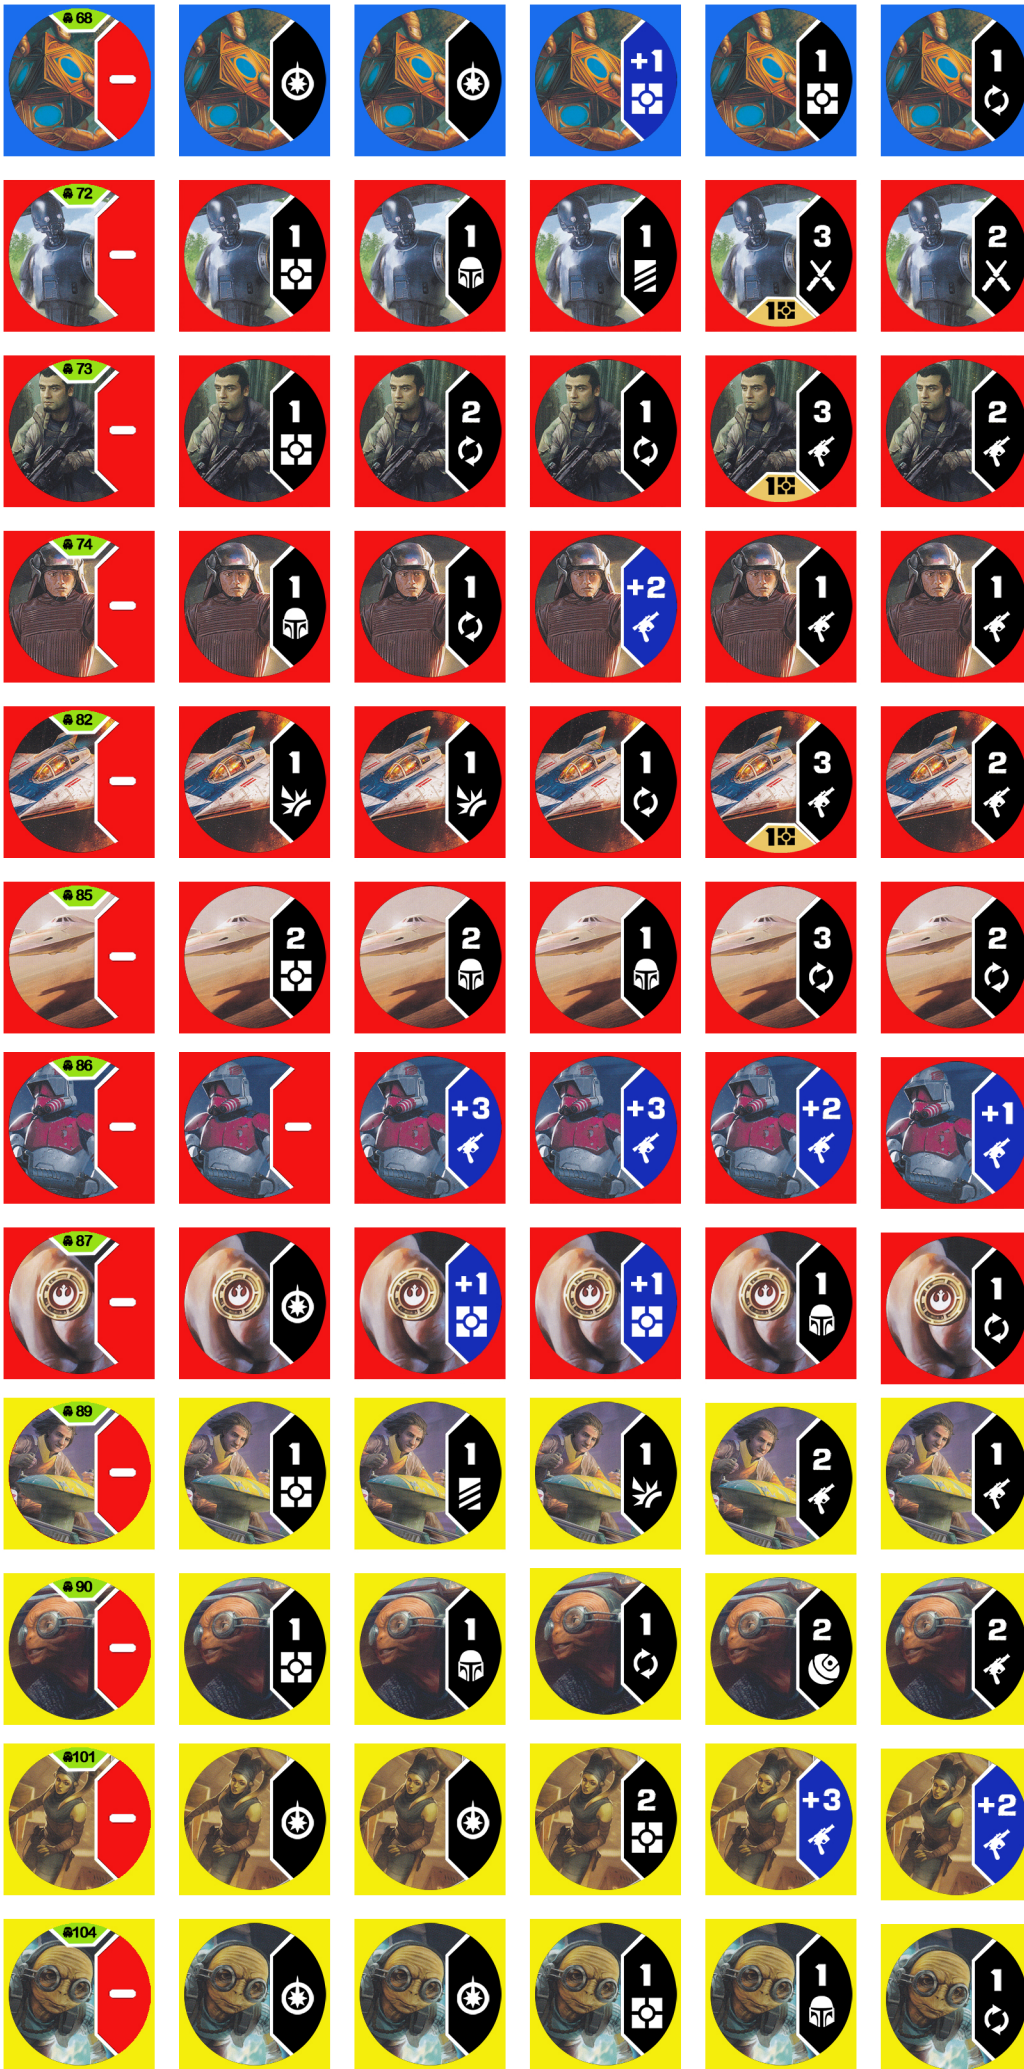 68 - +1 1 1
72 - 1 1 1 3 1 2
73 - 1 2 1 3 1 2
74 - 1 1 +2 1 1
82 - 1 1 1 3 1 2
85 - 2 2 1 3 2
86 - - +3 +3 +2 +1
87 - +1 +1 1 1
89 - 1 1 1 2 1
90 - 1 1 1 2 2
101 - 2 +3 +2
104 - 1 1 1